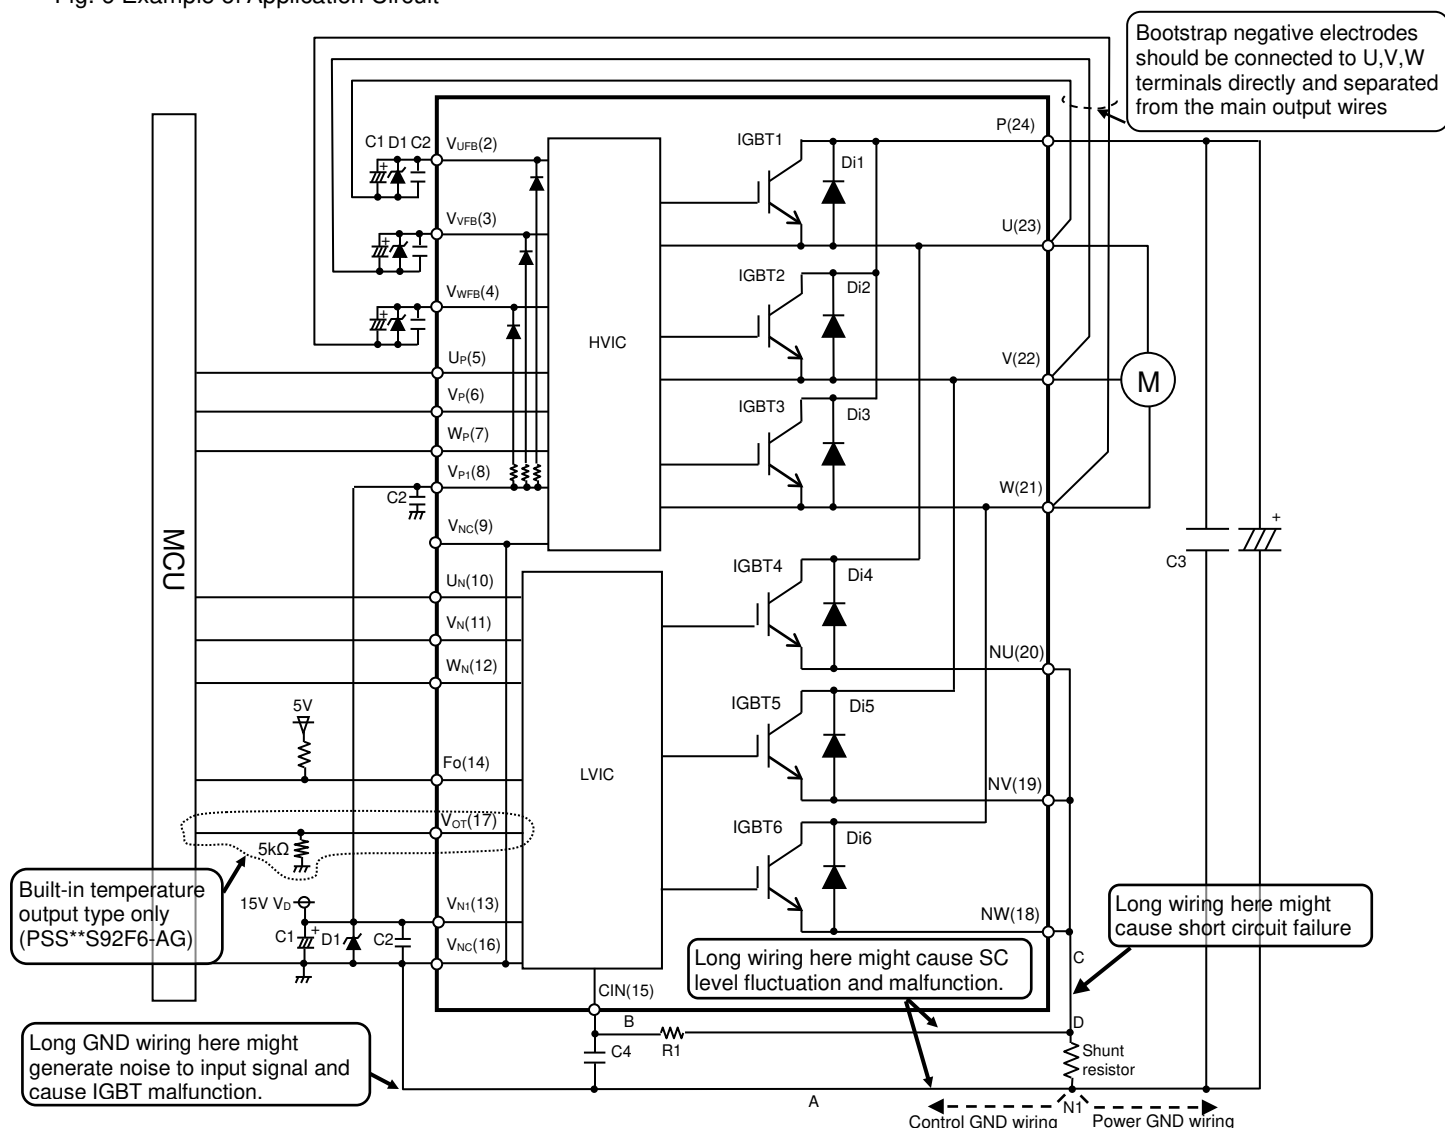 Fig. 6 Example of Application Circuit
Bootstrap negative electrodes
should be connected to U,V,W
terminals directly and separated
from the main output wires
C1 D1 C2
VUFB(2)
VVFB(3)
VWFB(4)
UP(5)
VP(6)
WP(7)
VP1(8)
C2
VNC(9)
UN(10)
VN(11)
WN(12)
5V
Fo(14)
VOT(17)
5kΩ
15V VD
VN1(13)
C1
+
D1
C2
VNC(16)
MCU
HVIC
LVIC
+
+
+
IGBT1
Di1
P(24)
U(23)
IGBT2
Di2
V(22)
M
IGBT3
Di3
W(21)
IGBT4
Di4
NU(20)
IGBT5
Di5
NV(19)
IGBT6
Di6
NW(18)
C3
+
Built-in temperature
output type only
(PSS**S92F6-AG)
Long wiring here might
cause short circuit failure
Long wiring here might cause SC
level fluctuation and malfunction.
C
CIN(15)
B
D
C4
R1
Shunt
resistor
Long GND wiring here might
generate noise to input signal and
cause IGBT malfunction.
A
N1
Control GND wiring
Power GND wiring